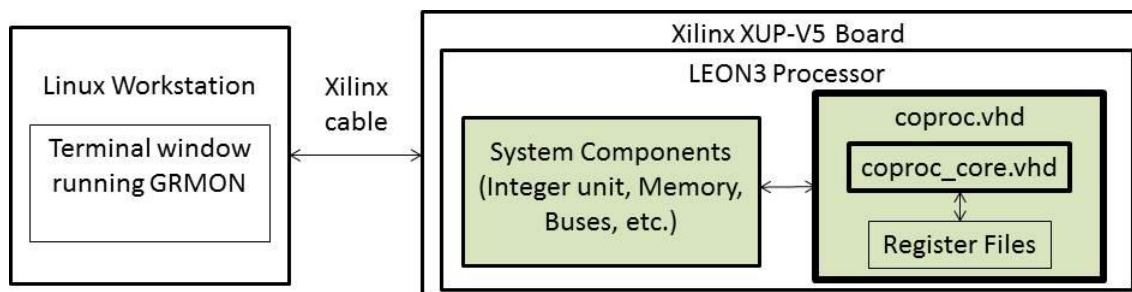 Xilinx XUP-V5 Board
LEON3 Processor
Linux Workstation
Terminal window
running GRMON
Xilinx
cable
System Components
(Integer unit, Memory,
Buses, etc.)
coproc.vhd
coproc_core.vhd
Register Files